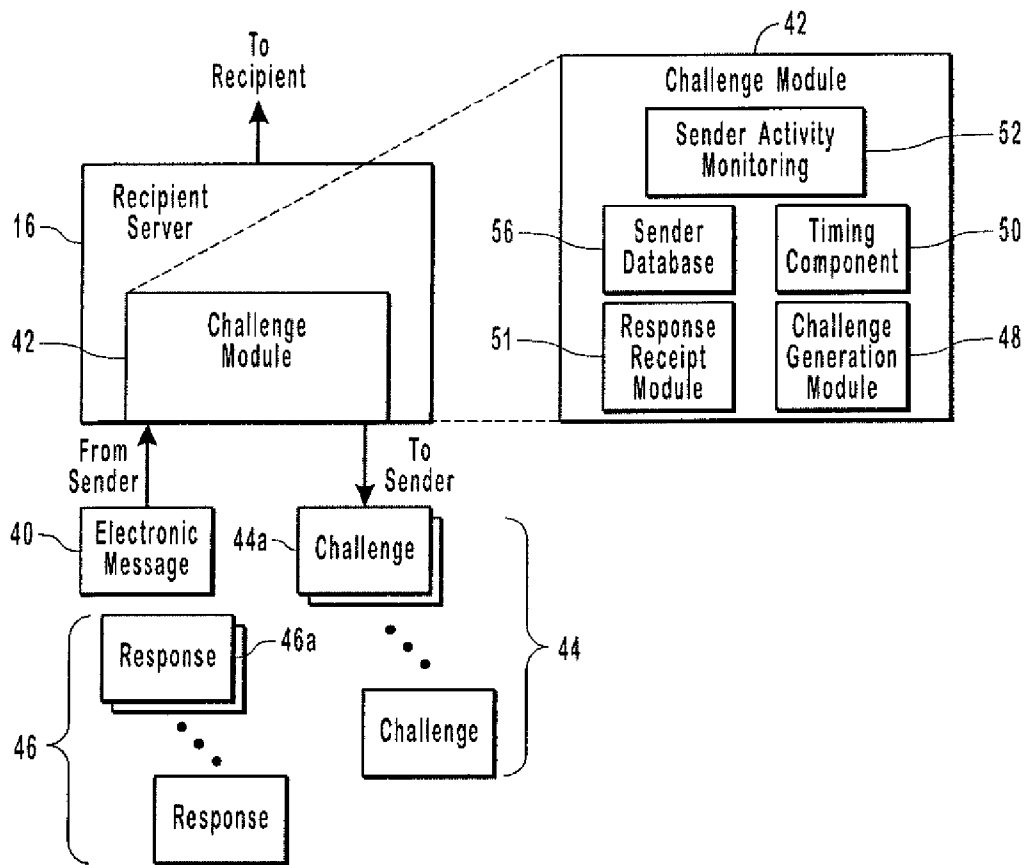 To
Recipient
Recipient
Server
16
Challenge
Module
42
From
Sender
To
Sender
40
Electronic
Message
44a
Challenge
Response
46a
46
Response
Challenge
44
42
Challenge Module
Sender Activity
Monitoring
52
56
Sender
Database
Timing
Component
50
51
Response
Receipt
Module
Challenge
Generation
Module
48